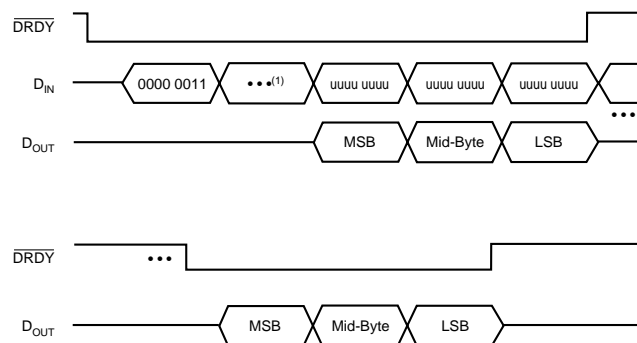 DRDY
DIN 0000 0011 •••(1) uuuu uuuu uuuu uuuu uuuu uuuu
•••
DOUT MSB Mid-Byte LSB
DRDY •••
DOUT MSB Mid-Byte LSB